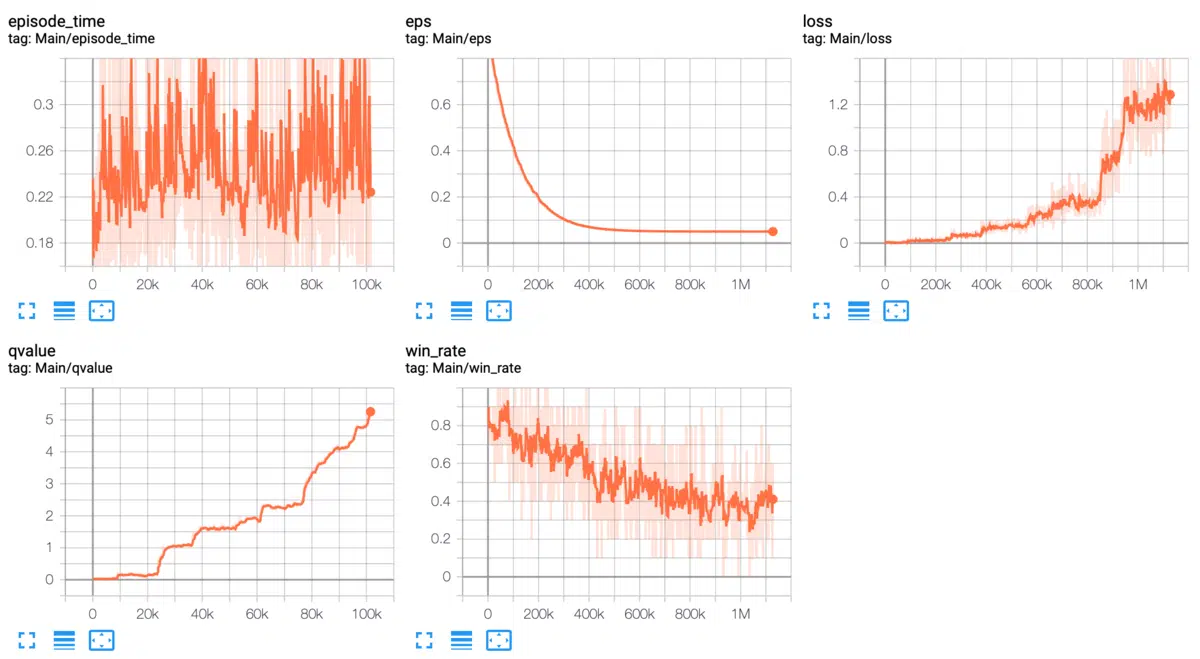 episode_time
tag: Main/episode_time
0.3
0.26
0.22
0.18
0 20k 40k 60k 80k 100k
eps
tag: Main/eps
0.6
0.4
0.2
0
0 200k 400k 600k 800k 1M
loss
tag: Main/loss
1.2
0.8
0.4
0
0 200k 400k 600k 800k 1M
qvalue
tag: Main/qvalue
5
4
3
2
1
0
0 20k 40k 60k 80k 100k
win_rate
tag: Main/win_rate
0.8
0.6
0.4
0.2
0
0 200k 400k 600k 800k 1M